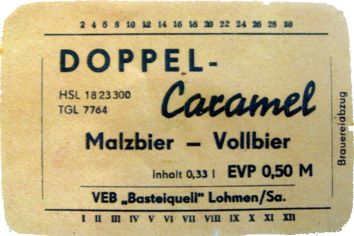 2 4 6 8 10 12 14 16 18 20 22 24 26 28 30
DOPPEL-
Caramel
HSL 18 23 300
TGL 7764
Malzbier – Vollbier
Inhalt 0,33 l EVP 0,50 M
VEB „Basteiquell" Lohmen/Sa.
I II III IV V VI VII VIII IX X XI XII
Brauereiabzug